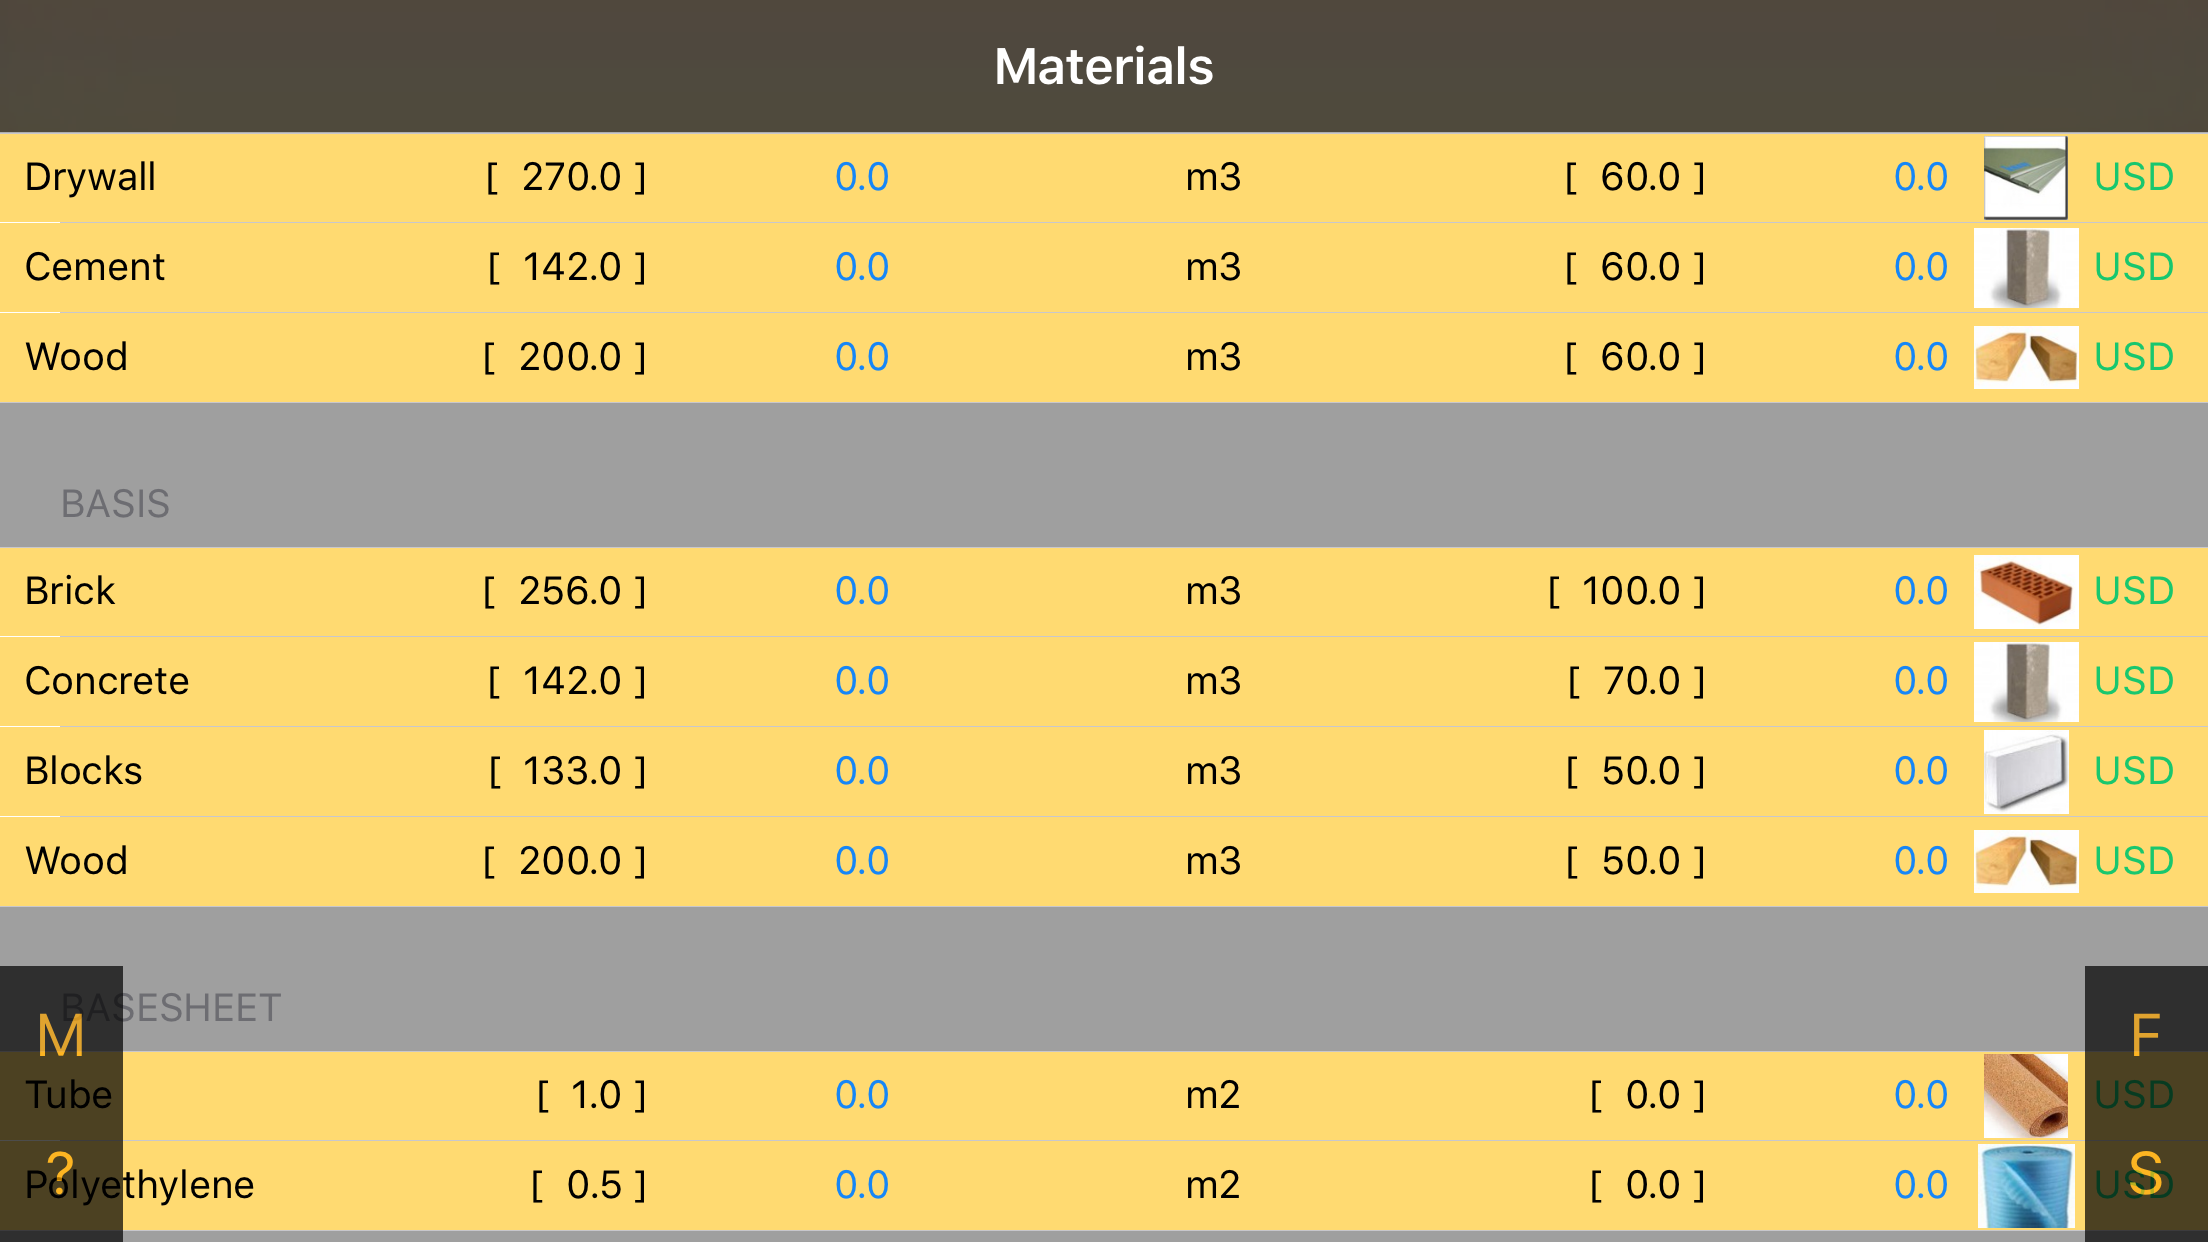 Materials
Drywall [ 270.0 ] 0.0 m3 [ 60.0 ] 0.0 USD
Cement [ 142.0 ] 0.0 m3 [ 60.0 ] 0.0 USD
Wood [ 200.0 ] 0.0 m3 [ 60.0 ] 0.0 USD
BASIS
Brick [ 256.0 ] 0.0 m3 [ 100.0 ] 0.0 USD
Concrete [ 142.0 ] 0.0 m3 [ 70.0 ] 0.0 USD
Blocks [ 133.0 ] 0.0 m3 [ 50.0 ] 0.0 USD
Wood [ 200.0 ] 0.0 m3 [ 50.0 ] 0.0 USD
BASESHEET
M F
Tube [ 1.0 ] 0.0 m2 [ 0.0 ] 0.0 USD
? S
Polyethylene [ 0.5 ] 0.0 m2 [ 0.0 ] 0.0 USD